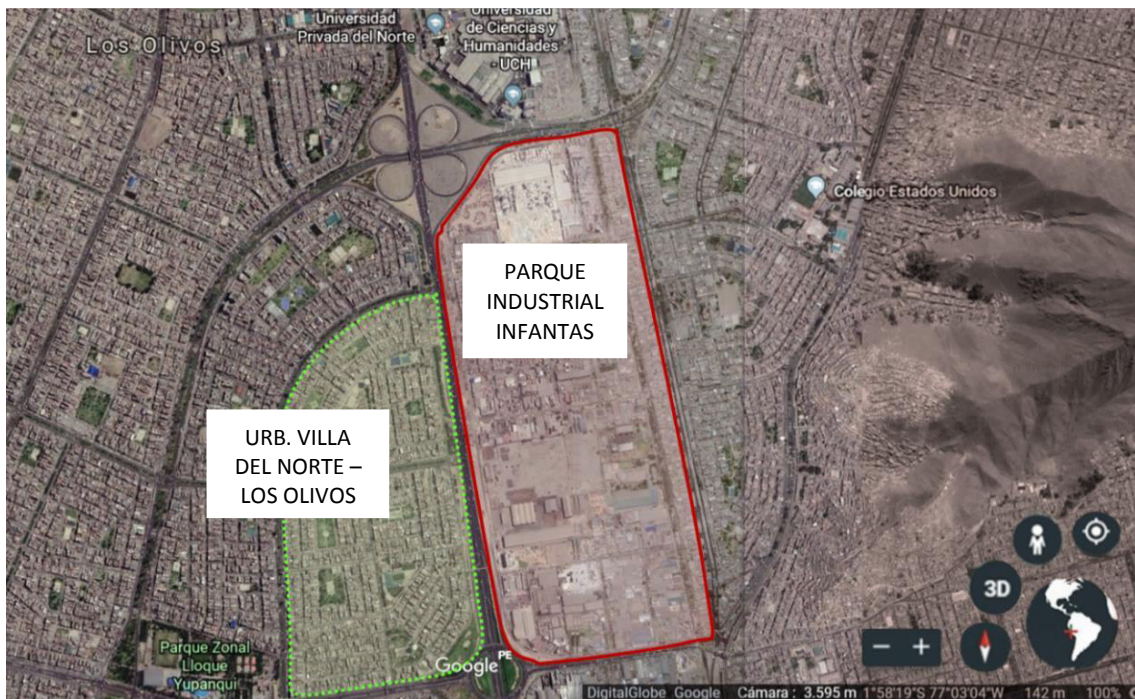 Universidad
Privada del Norte
Universidad
de Ciencias y
Humanidades
- UCH
Los Olivos
Colegio Estados Unidos
PARQUE
INDUSTRIAL
INFANTAS
URB. VILLA
DEL NORTE –
LOS OLIVOS
Parque Zonal
Lloque
Yupanqui
Google
PE
3D
DigitalGlobe Google Cámara : 3.595 m 1°58'19"S 77°03'04"W 142 m 100%